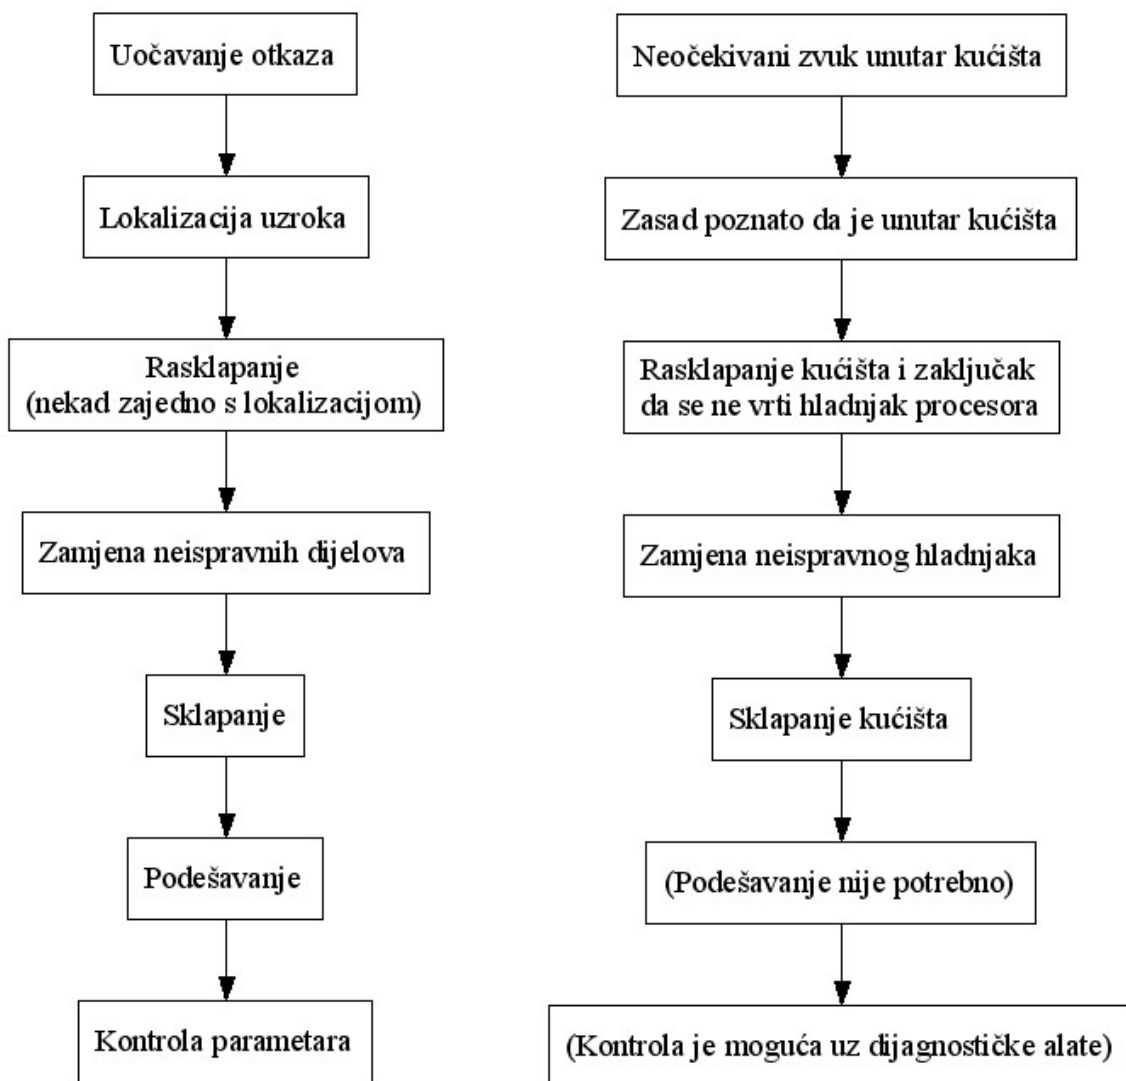 Uočavanje otkaza
Lokalizacija uzroka
Rasklapanje
(nekad zajedno s lokalizacijom)
Zamjena neispravnih dijelova
Sklapanje
Podešavanje
Kontrola parametara
Neočekivani zvuk unutar kućišta
Zasad poznato da je unutar kućišta
Rasklapanje kućišta i zaključak
da se ne vrti hladnjak procesora
Zamjena neispravnog hladnjaka
Sklapanje kućišta
(Podešavanje nije potrebno)
(Kontrola je moguća uz dijagnostičke alate)